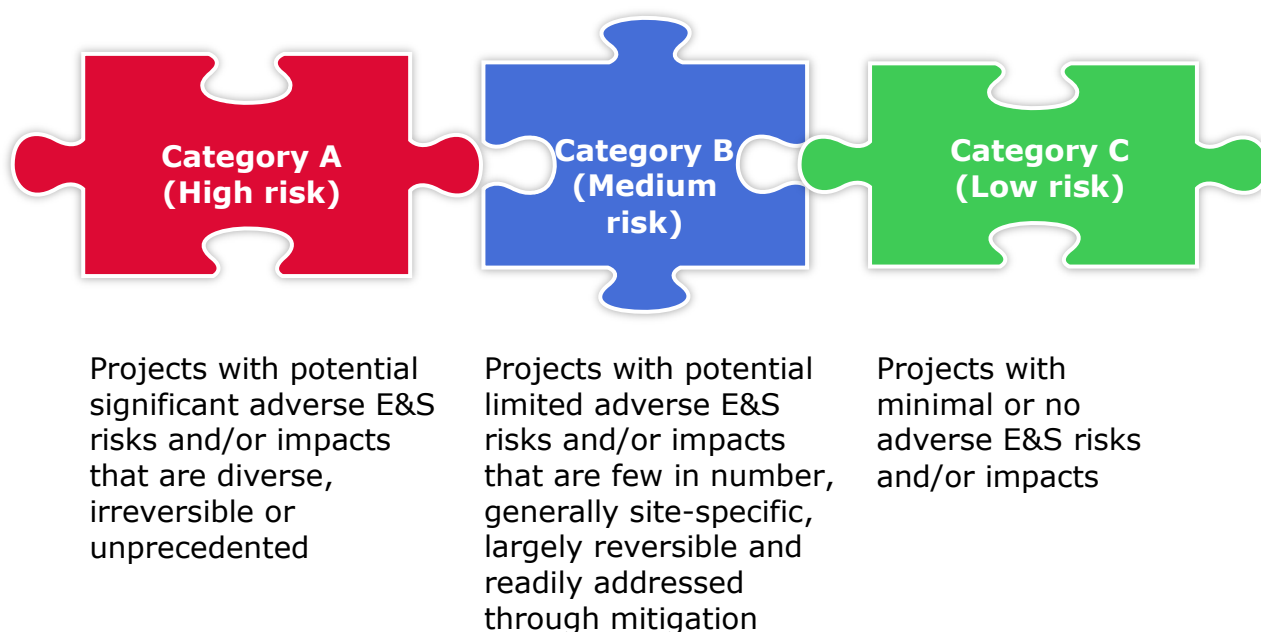 Category A
(High risk)
Category B
(Medium
risk)
Category C
(Low risk)
Projects with potential
significant adverse E&S
risks and/or impacts
that are diverse,
irreversible or
unprecedented
Projects with potential
limited adverse E&S
risks and/or impacts
that are few in number,
generally site-specific,
largely reversible and
readily addressed
through mitigation
Projects with
minimal or no
adverse E&S risks
and/or impacts